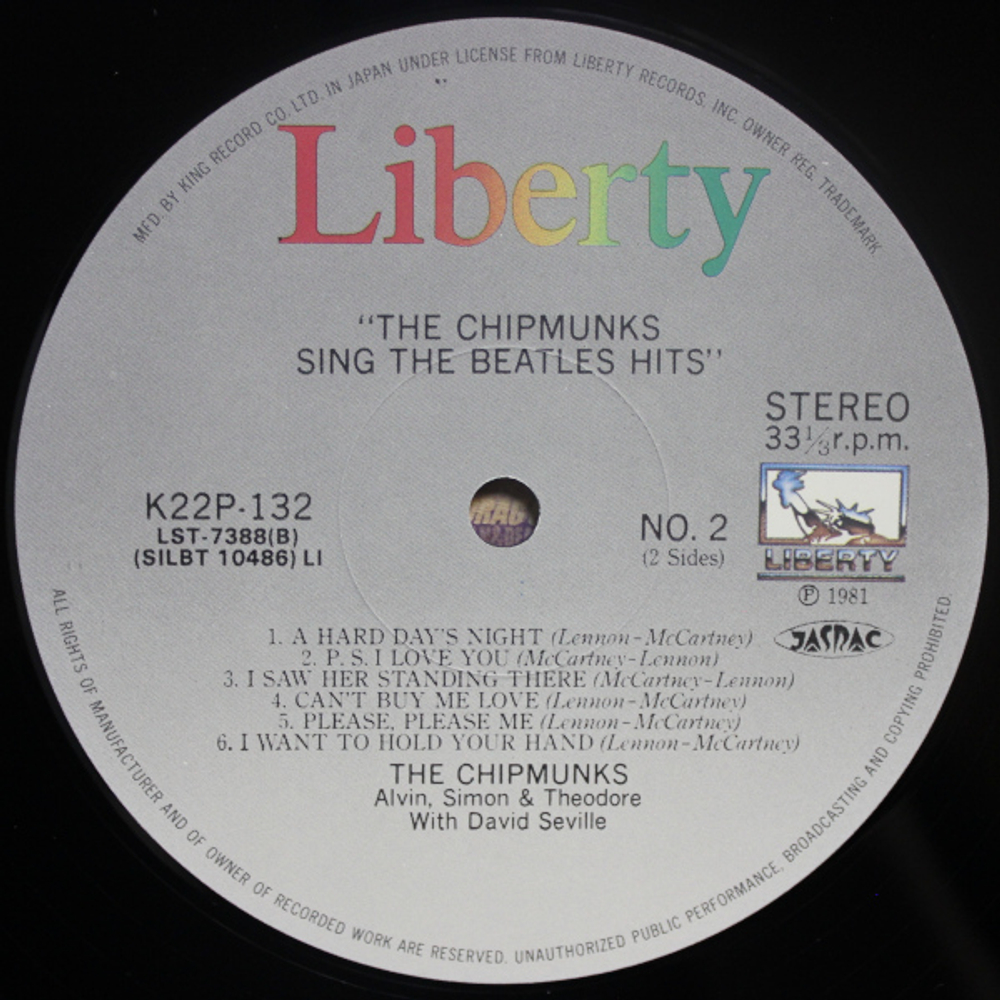 MFD. BY KING RECORD CO. LTD. IN JAPAN UNDER LICENSE FROM LIBERTY RECORDS, INC. OWNER REG. TRADEMARK.
Liberty
“THE CHIPMUNKS
SING THE BEATLES HITS”
STEREO
33 1/3 r.p.m.
K22P-132
LST-7388(B)
(SILBT 10486) LI
NO. 2
(2 Sides)
LIBERTY
Ⓟ 1981
JASRAC
1. A HARD DAY'S NIGHT (Lennon-McCartney)
2. P. S. I LOVE YOU (McCartney-Lennon)
3. I SAW HER STANDING THERE (McCartney-Lennon)
4. CAN'T BUY ME LOVE (Lennon-McCartney)
5. PLEASE, PLEASE ME (Lennon-McCartney)
6. I WANT TO HOLD YOUR HAND (Lennon-McCartney)
THE CHIPMUNKS
Alvin, Simon & Theodore
With David Seville
ALL RIGHTS OF MANUFACTURER AND OF OWNER OF RECORDED WORK ARE RESERVED. UNAUTHORIZED PUBLIC PERFORMANCE, BROADCASTING AND COPYING PROHIBITED.